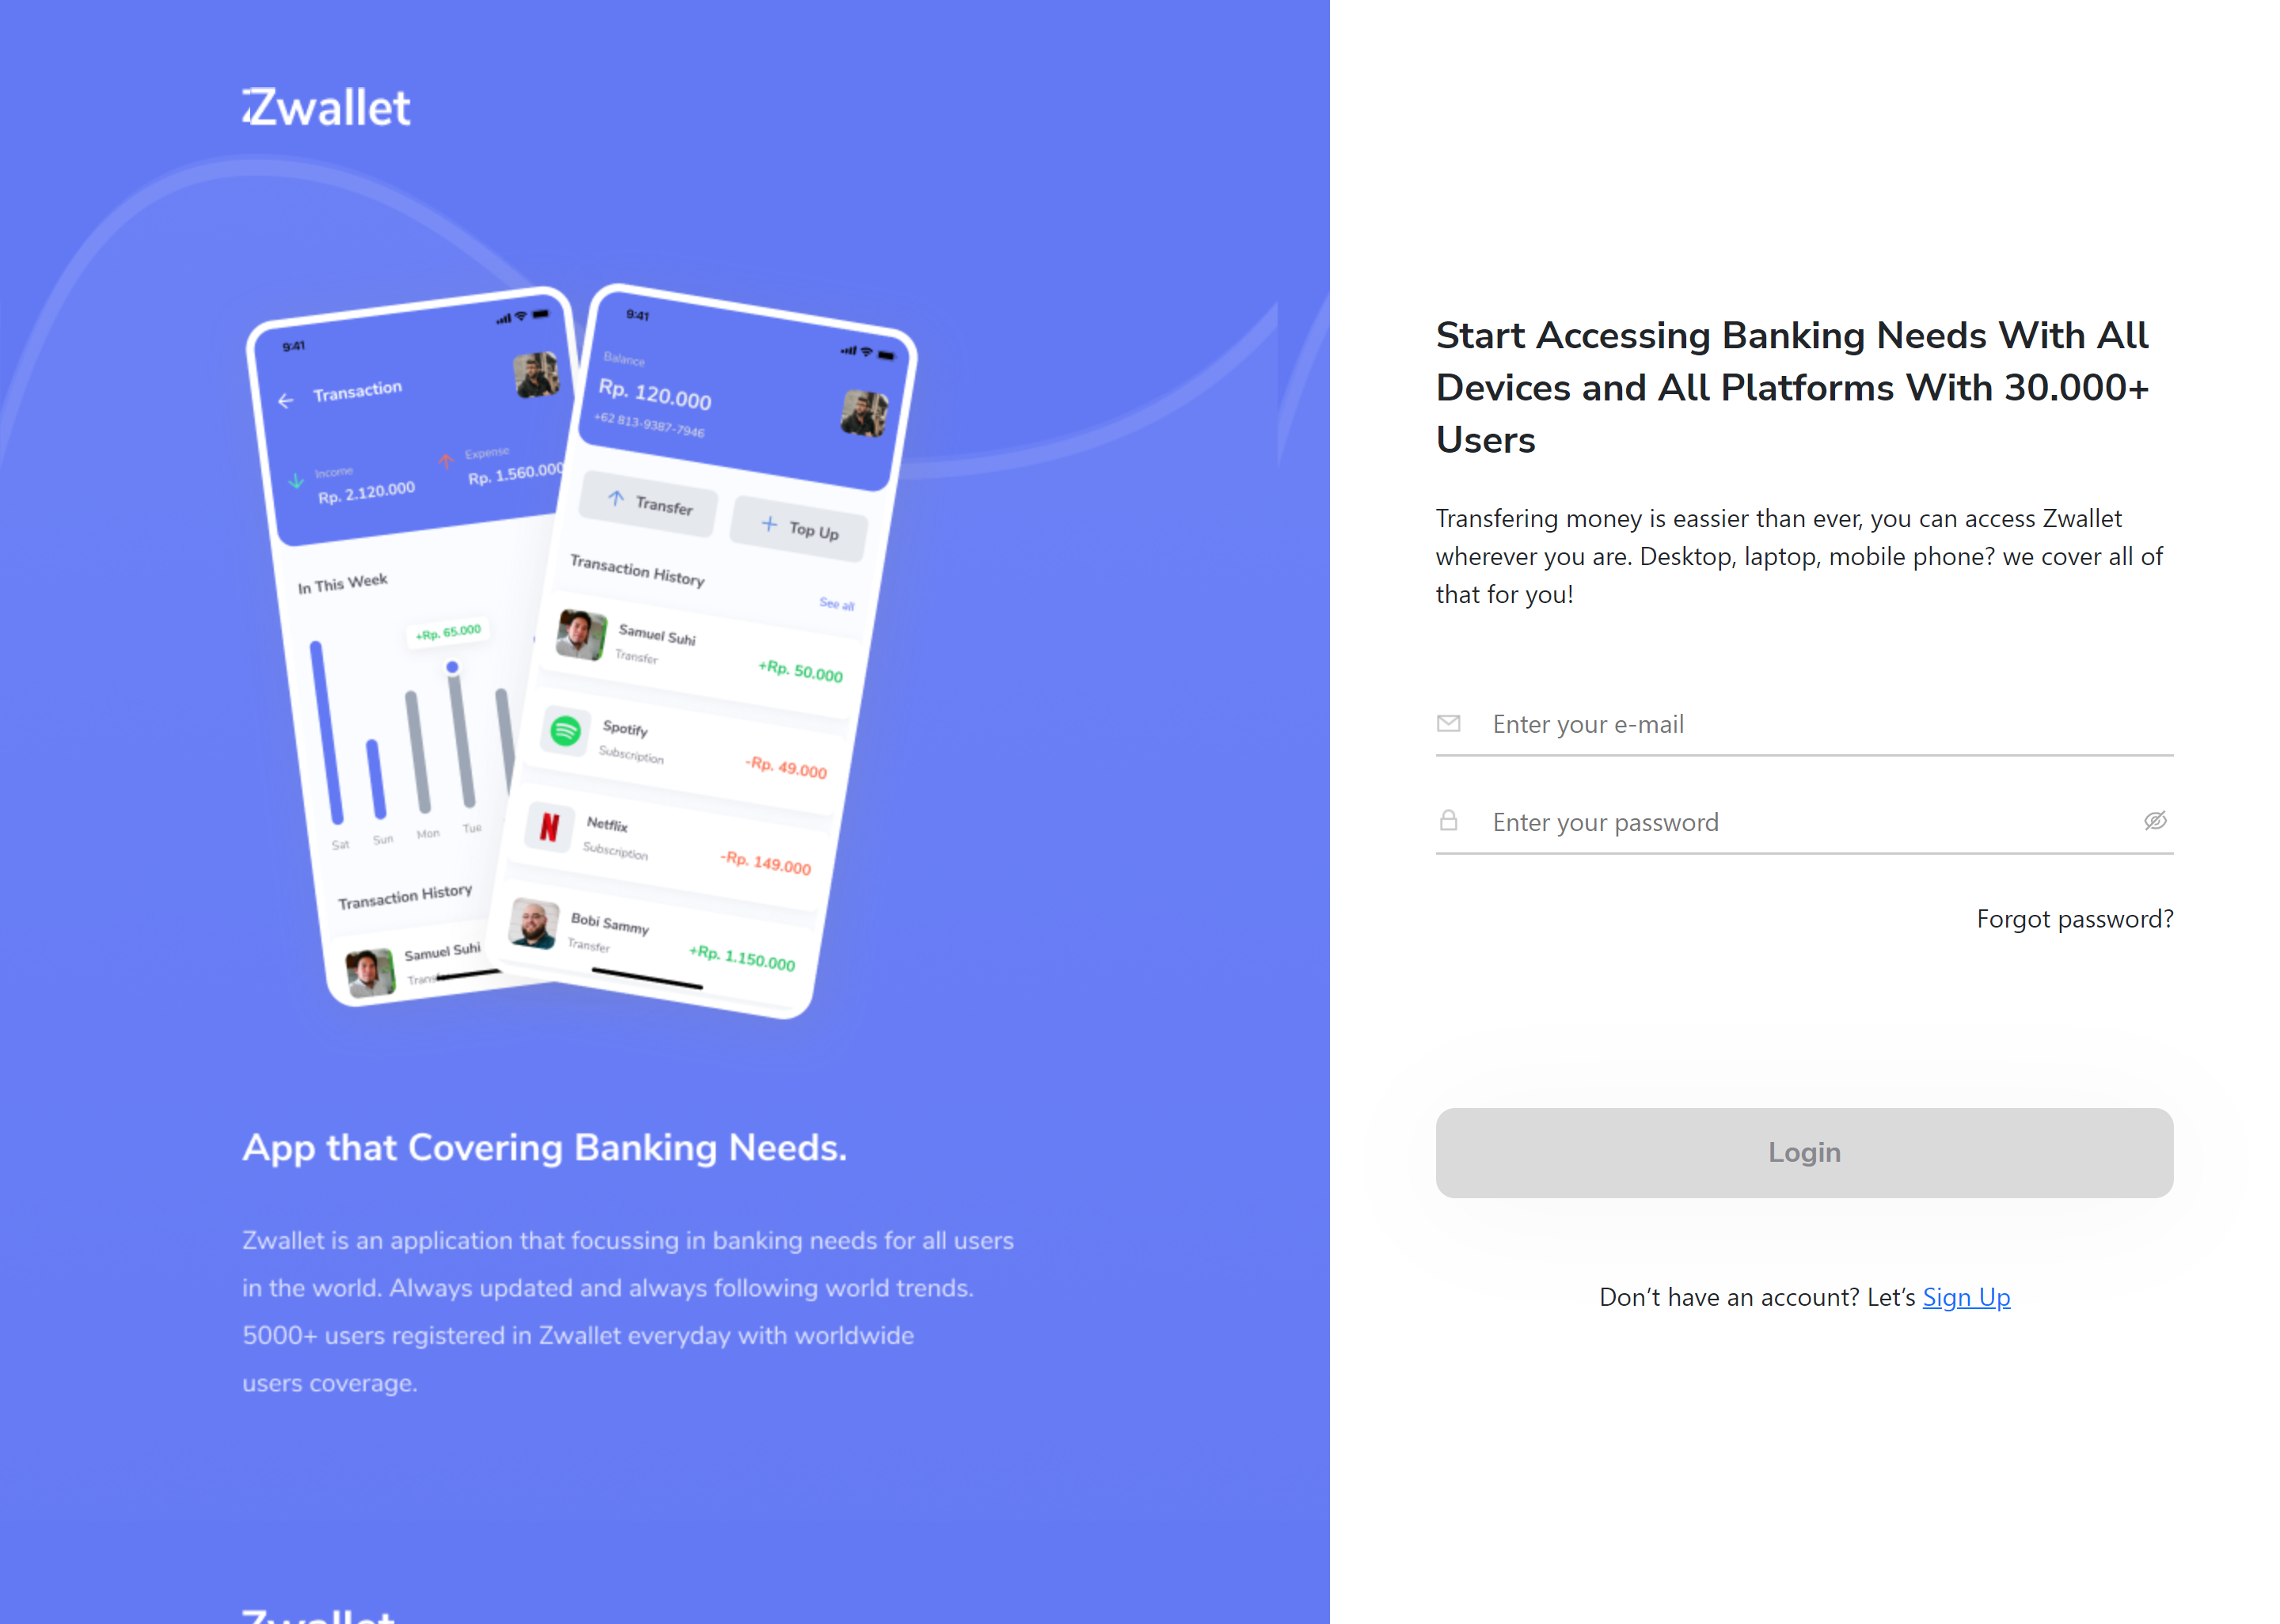 Zwallet
9:41
Transaction
Income
Rp. 2.120.000
Expense
Rp. 1.560.000
In This Week
+Rp. 65.000
Sat
Sun
Mon
Tue
Transaction History
Samuel Suhi
9:41
Balance
Rp. 120.000
+62 813-9387-7946
Transfer
Top Up
Transaction History
See all
Samuel Suhi
Transfer
+Rp. 50.000
Spotify
Subscription
-Rp. 49.000
Netflix
Subscription
-Rp. 149.000
Bobi Sammy
Transfer
+Rp. 1.150.000
App that Covering Banking Needs.
Zwallet is an application that focussing in banking needs for all users
in the world. Always updated and always following world trends.
5000+ users registered in Zwallet everyday with worldwide
users coverage.
Zwallet
Start Accessing Banking Needs With All
Devices and All Platforms With 30.000+
Users
Transfering money is eassier than ever, you can access Zwallet
wherever you are. Desktop, laptop, mobile phone? we cover all of
that for you!
Enter your e-mail
Enter your password
Forgot password?
Login
Don’t have an account? Let’s Sign Up